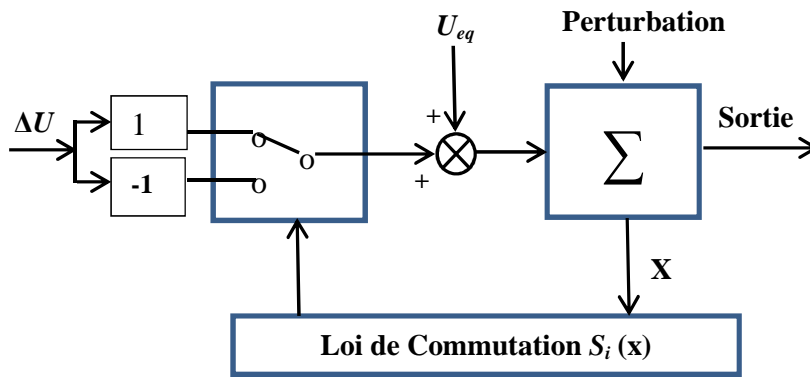 U_eq
Perturbation
ΔU
1
-1
+
+
∑
Sortie
X
Loi de Commutation S_i (x)